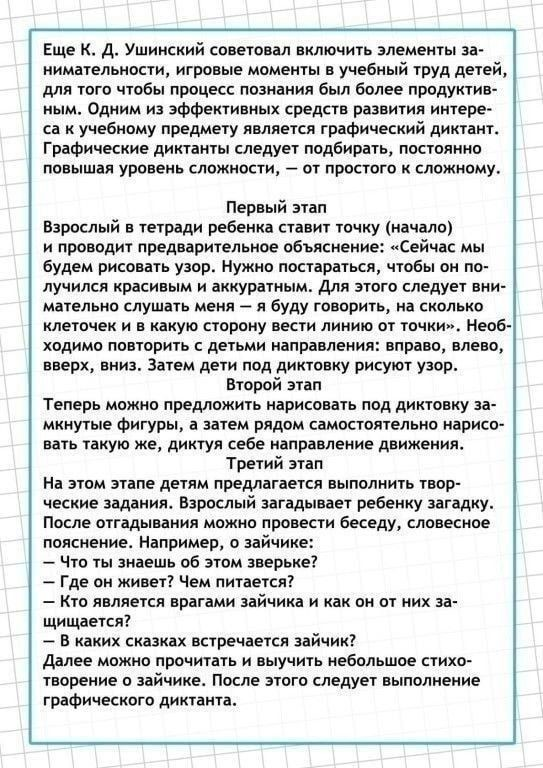 Еще К. Д. Ушинский советовал включить элементы за-
нимательности, игровые моменты в учебный труд детей,
для того чтобы процесс познания был более продуктив-
ным. Одним из эффективных средств развития интере-
са к учебному предмету является графический диктант.
Графические диктанты следует подбирать, постоянно
повышая уровень сложности, – от простого к сложному.
Первый этап
Взрослый в тетради ребенка ставит точку (начало)
и проводит предварительное объяснение: «Сейчас мы
будем рисовать узор. Нужно постараться, чтобы он по-
лучился красивым и аккуратным. Для этого следует вни-
мательно слушать меня – я буду говорить, на сколько
клеточек и в какую сторону вести линию от точки». Необ-
ходимо повторить с детьми направления: вправо, влево,
вверх, вниз. Затем дети под диктовку рисуют узор.
Второй этап
Теперь можно предложить нарисовать под диктовку за-
мкнутые фигуры, а затем рядом самостоятельно нарисо-
вать такую же, диктуя себе направление движения.
Третий этап
На этом этапе детям предлагается выполнить твор-
ческие задания. Взрослый загадывает ребенку загадку.
После отгадывания можно провести беседу, словесное
пояснение. Например, о зайчике:
– Что ты знаешь об этом зверьке?
– Где он живет? Чем питается?
– Кто является врагами зайчика и как он от них за-
щищается?
– В каких сказках встречается зайчик?
Далее можно прочитать и выучить небольшое стихо-
творение о зайчике. После этого следует выполнение
графического диктанта.